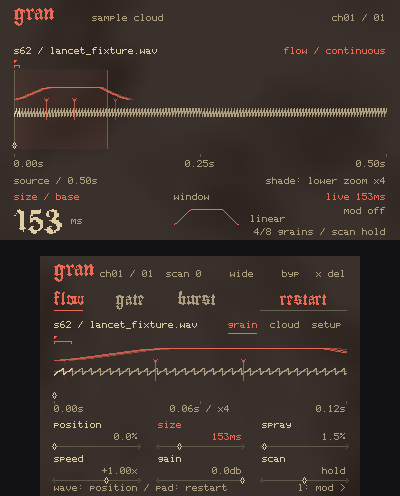 gran sample cloud ch01 / 01
s62 / lancet_fixture.wav flow / continuous
0.00s 0.25s 0.50s
source / 0.50s shade: lower zoom x4
size / base window live 153ms
153 ms mod off
linear
4/8 grains / scan hold
gran ch01 / 01 scan 0 wide byp x del
flow gate burst restart
s62 / lancet_fixture.wav grain cloud setup
0.00s 0.06s / x4 0.12s
position size spray
0.0% 153ms 1.5%
speed gain scan
+1.00x 0.0db hold
wave: position / pad: restart l: mod >